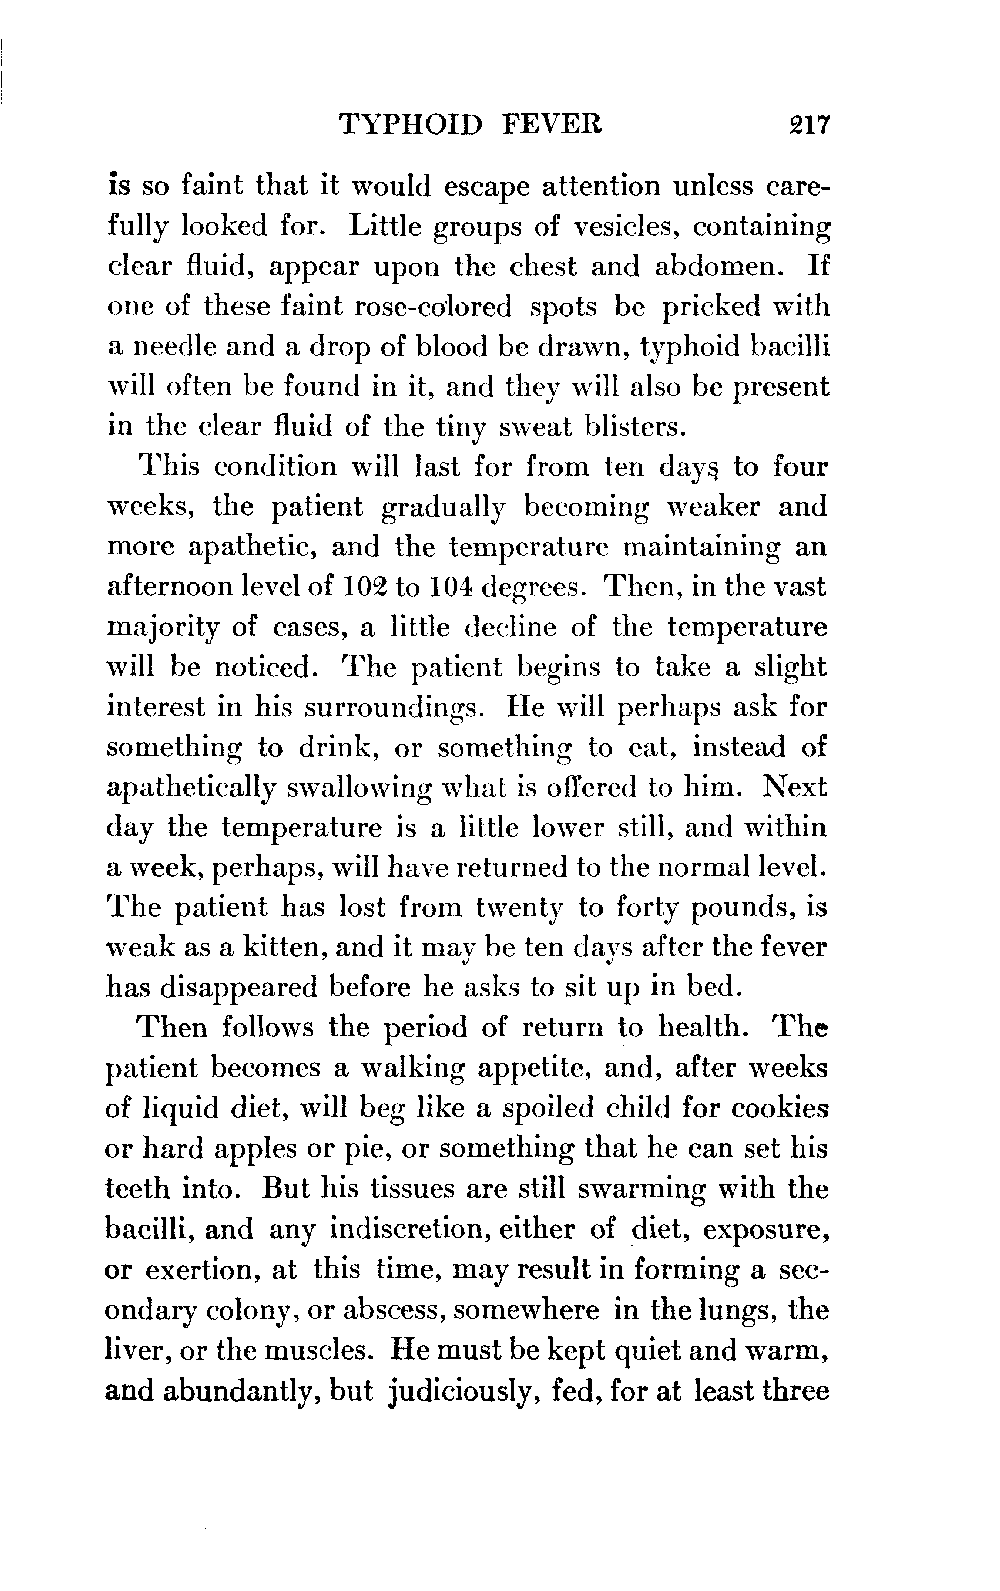 TYPHOID FEVER 217
is so faint that it would escape attention unless care-
fully looked for. Little groups of vesicles, containing
clear fluid, appear upon the chest and abdomen. If
one of these faint rose-colored spots be pricked with
a needle and a drop of blood be drawn, typhoid bacilli
will often be found in it, and they will also be present
in the clear fluid of the tiny sweat blisters.
This condition will last for from ten days to four
weeks, the patient gradually becoming weaker and
more apathetic, and the temperature maintaining an
afternoon level of 102 to 104 degrees. Then, in the vast
majority of cases, a little decline of the temperature
will be noticed. The patient begins to take a slight
interest in his surroundings. He will perhaps ask for
something to drink, or something to eat, instead of
apathetically swallowing what is offered to him. Next
day the temperature is a little lower still, and within
a week, perhaps, will have returned to the normal level.
The patient has lost from twenty to forty pounds, is
weak as a kitten, and it may be ten days after the fever
has disappeared before he asks to sit up in bed.
Then follows the period of return to health. The
patient becomes a walking appetite, and, after weeks
of liquid diet, will beg like a spoiled child for cookies
or hard apples or pie, or something that he can set his
teeth into. But his tissues are still swarming with the
bacilli, and any indiscretion, either of diet, exposure,
or exertion, at this time, may result in forming a sec-
ondary colony, or abscess, somewhere in the lungs, the
liver, or the muscles. He must be kept quiet and warm,
and abundantly, but judiciously, fed, for at least three